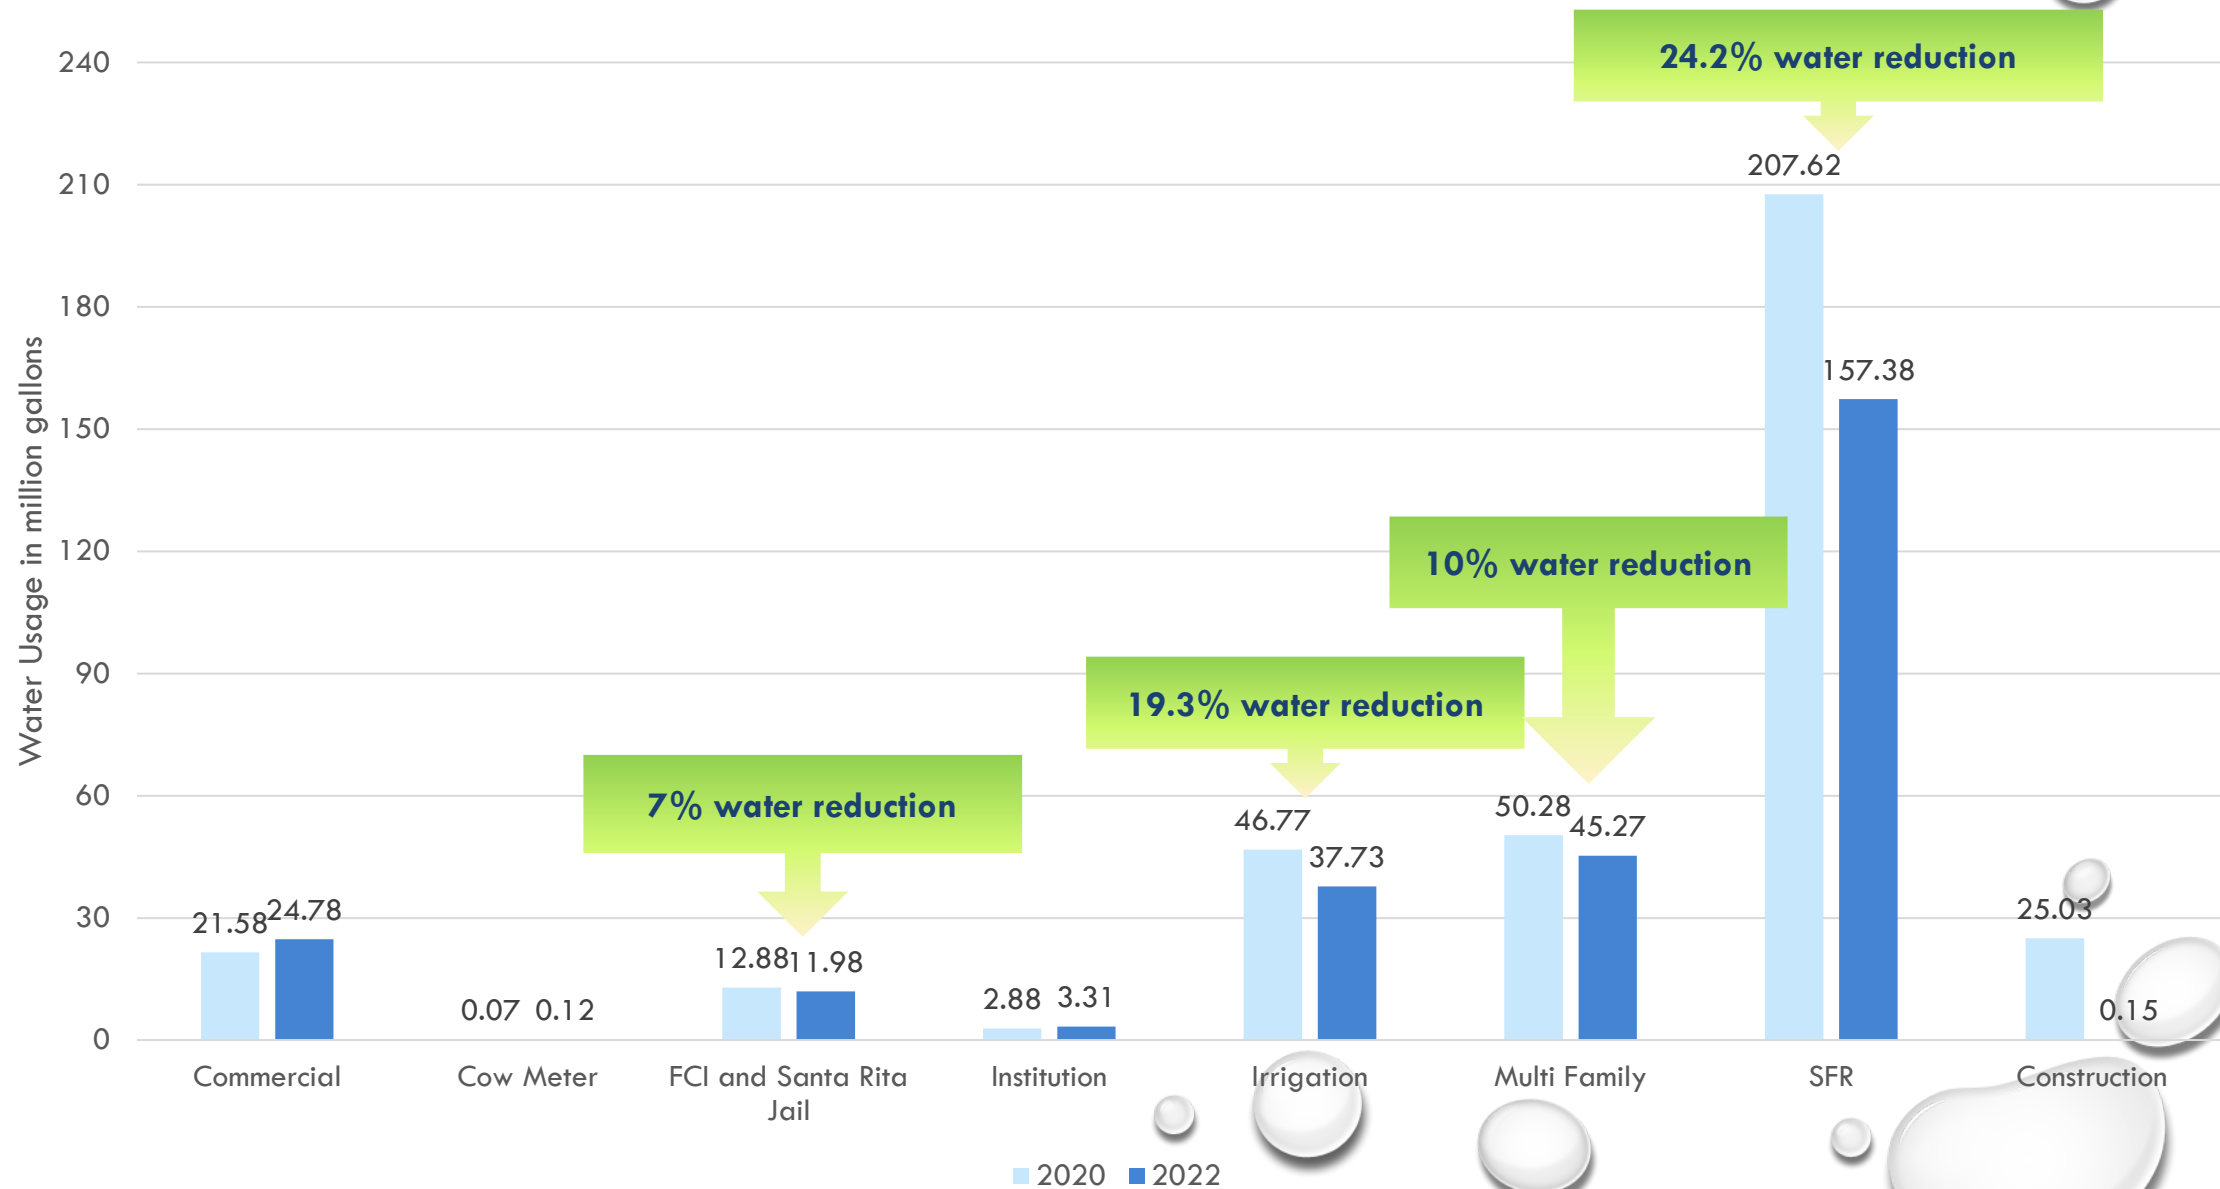 24.2% water reduction
240
207.62
210
180
157.38
150
Water Usage in million gallons
120
10% water reduction
90
19.3% water reduction
7% water reduction
60
50.28
45.27
46.77
37.73
30
21.58
24.78
25.03
12.88
11.98
2.88
3.31
0.07
0.12
0.15
0
Commercial
Cow Meter
FCI and Santa Rita
Jail
Institution
Irrigation
Multi Family
SFR
Construction
2020
2022